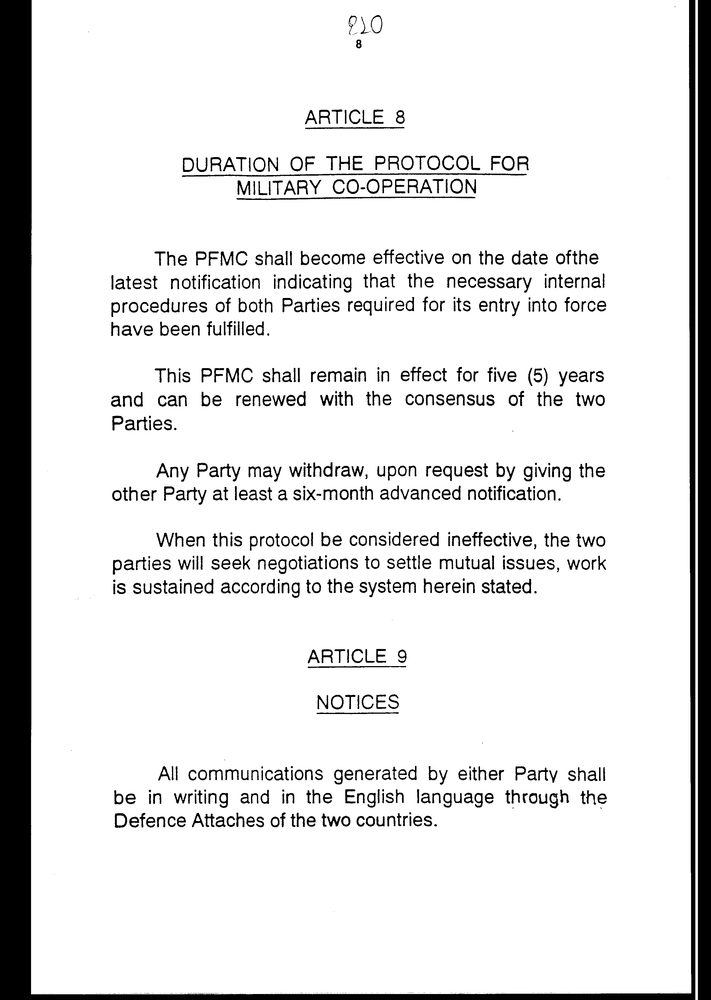 8
ARTICLE 8
DURATION OF THE PROTOCOL FOR
MILITARY CO-OPERATION
The PFMC shall become effective on the date ofthe
latest notification indicating that the necessary internal
procedures of both Parties required for its entry into force
have been fulfilled.
This PFMC shall remain in effect for five (5) years
and can be renewed with the consensus of the two
Parties.
Any Party may withdraw, upon request by giving the
other Party at least a six-month advanced notification.
When this protocol be considered ineffective, the two
parties will seek negotiations to settle mutual issues, work
is sustained according to the system herein stated.
ARTICLE 9
NOTICES
All communications generated by either Party shall
be in writing and in the English language through the
Defence Attaches of the two countries.